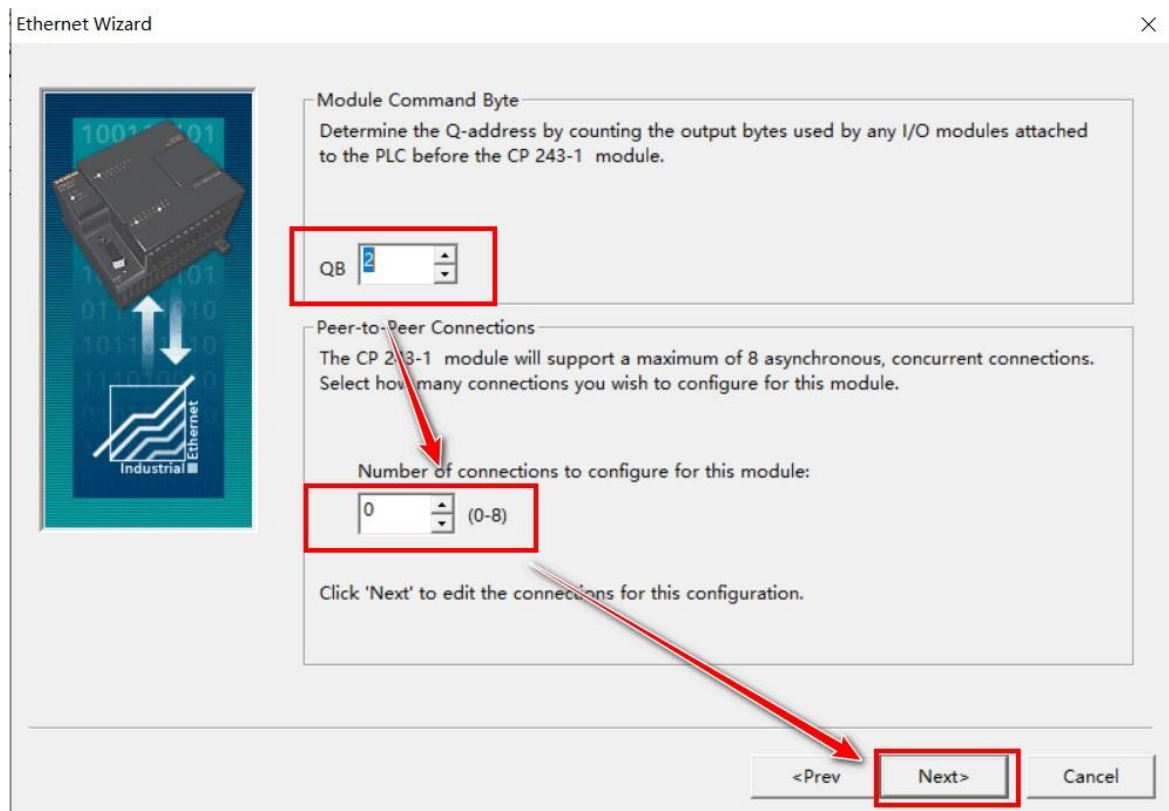 Ethernet Wizard
Module Command Byte
Determine the Q-address by counting the output bytes used by any I/O modules attached
to the PLC before the CP 243-1 module.
QB 2
Peer-to-Peer Connections
The CP 243-1 module will support a maximum of 8 asynchronous, concurrent connections.
Select how many connections you wish to configure for this module.
Number of connections to configure for this module:
0 (0-8)
Click 'Next' to edit the connections for this configuration.
Industrial
Ethernet
<Prev Next> Cancel